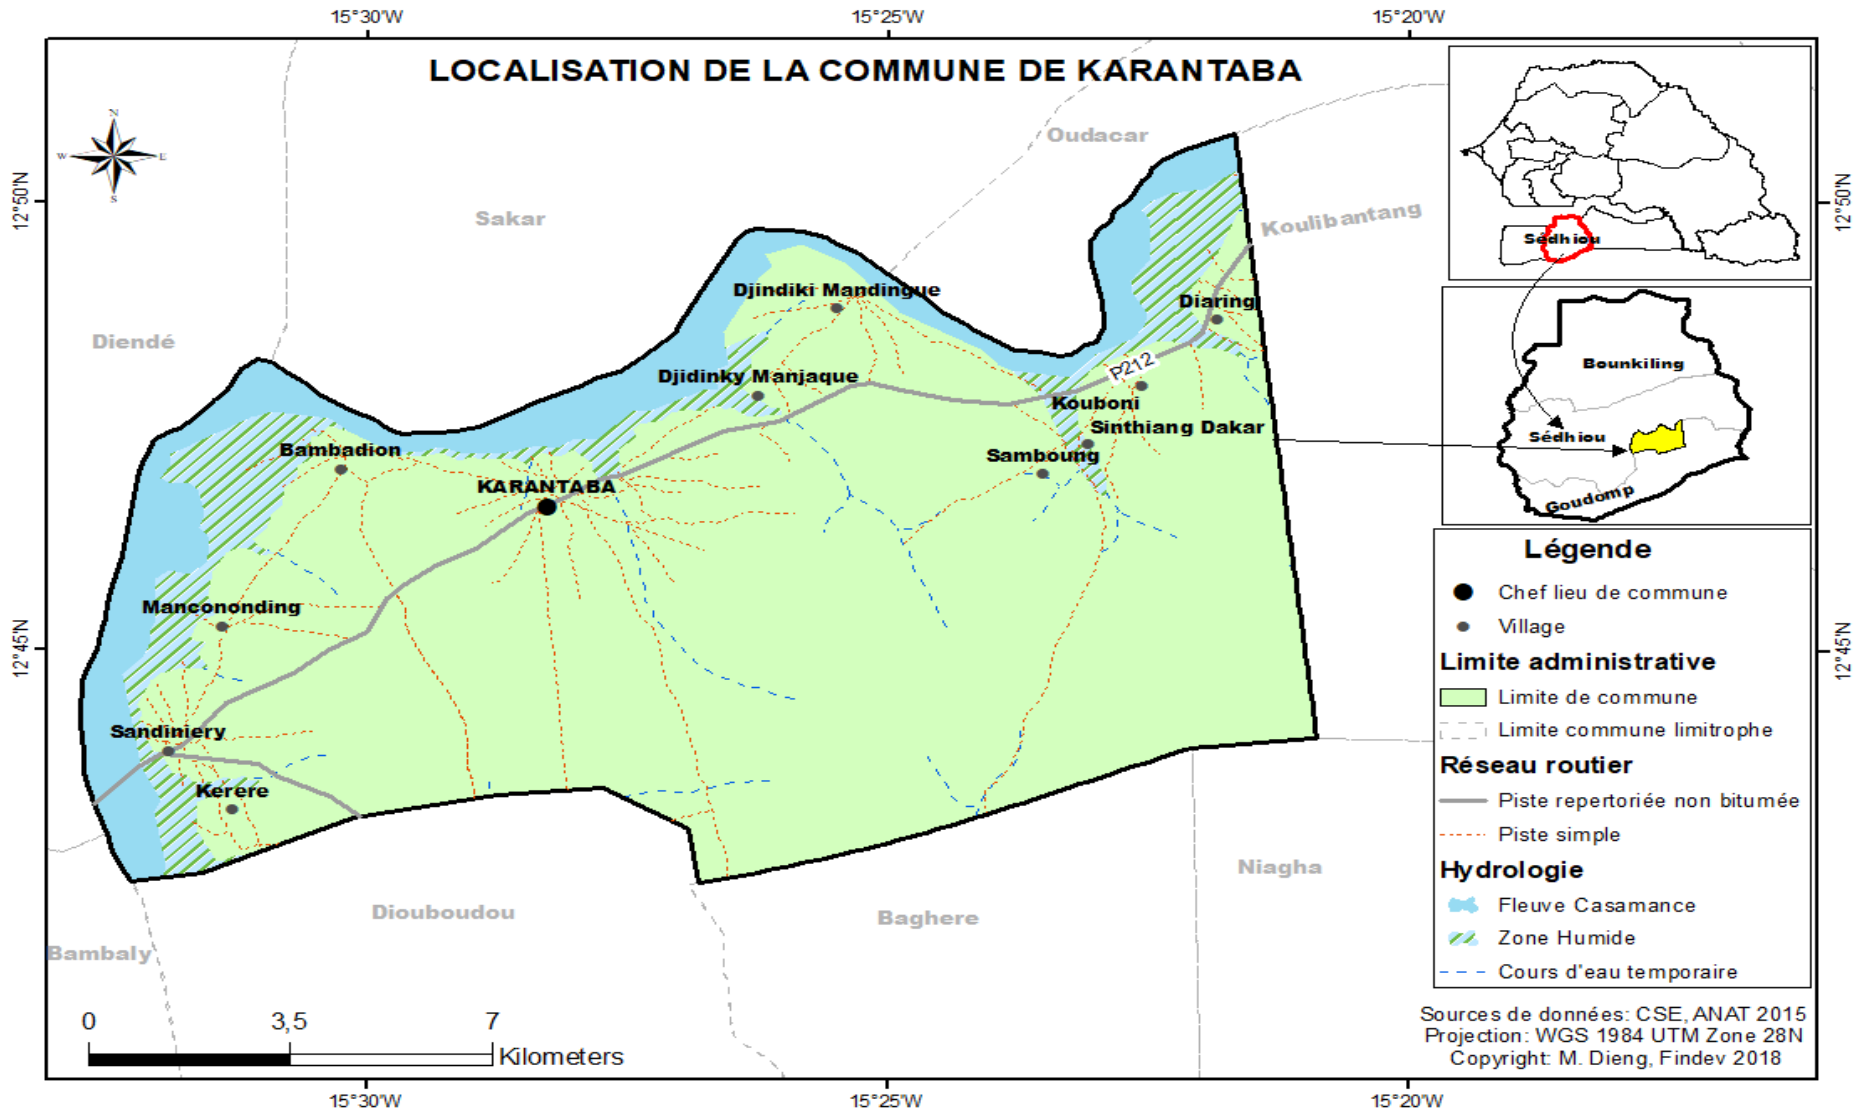 15°30'W 15°25'W 15°20'W
LOCALISATION DE LA COMMUNE DE KARANTABA
N
W E
S
12°50'N
12°50'N
Oudacar
Sakar
Koulibantang
Diendé
Djindiki Mandingue
Diaring
P212
Djidinky Manjaque
Kouboni
Sinthiang Dakar
Bambadion
Samboung
KARANTABA
Mancononding
12°45'N
12°45'N
Sandiniery
Kerere
Niagha
Diouboudou
Baghere
Bambaly
Sédhiou
Bounkiling
Sédhiou
Goudomp
Légende
Chef lieu de commune
Village
Limite administrative
Limite de commune
Limite commune limitrophe
Réseau routier
Piste repertoriée non bitumée
Piste simple
Hydrologie
Fleuve Casamance
Zone Humide
Cours d'eau temporaire
0 3,5 7
Kilometers
Sources de données: CSE, ANAT 2015
Projection: WGS 1984 UTM Zone 28N
Copyright: M. Dieng, Findev 2018
15°30'W 15°25'W 15°20'W